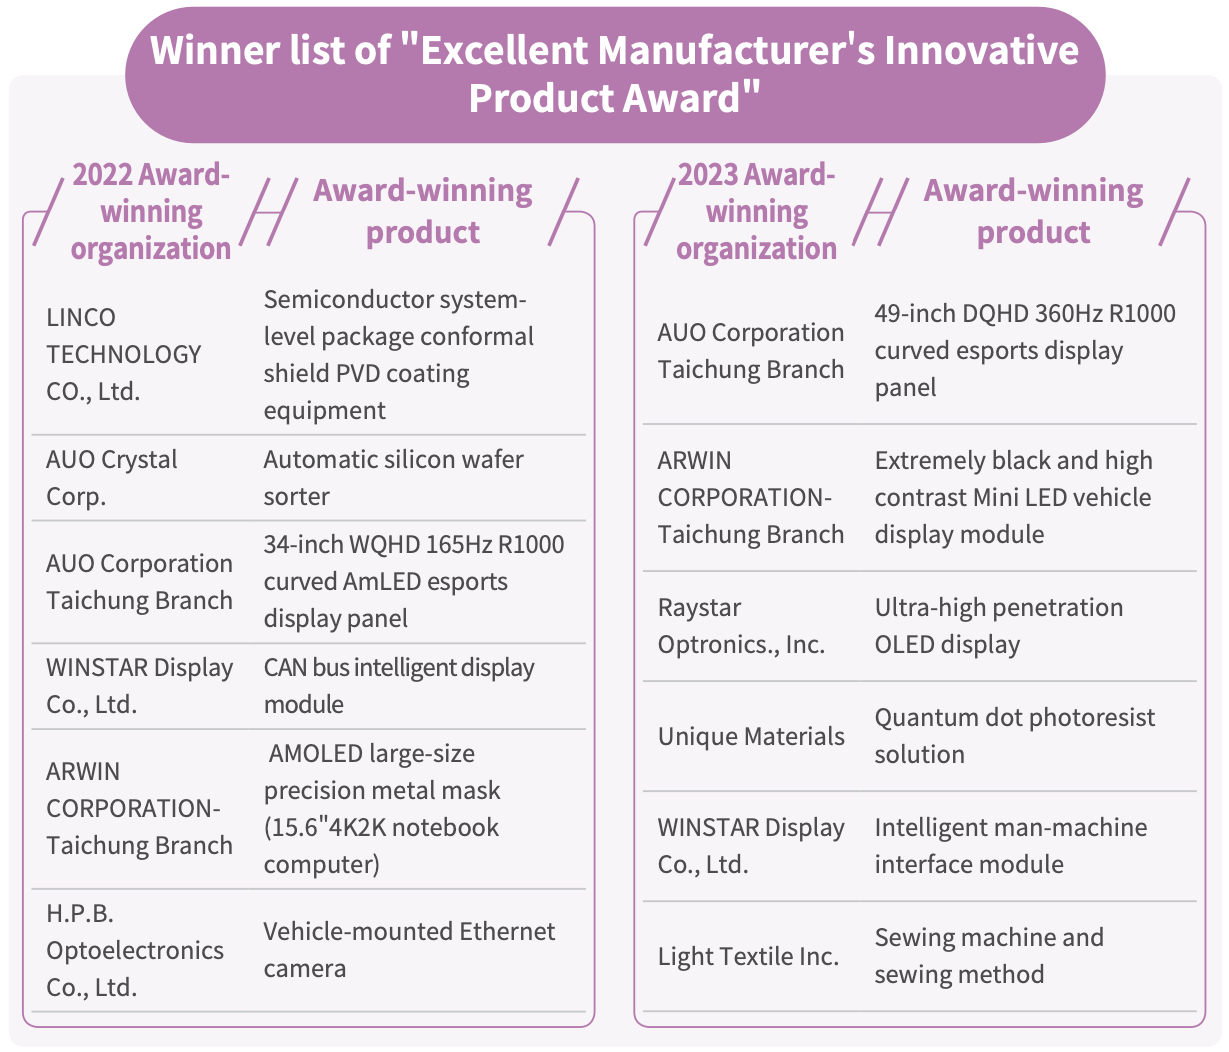 Winner list of "Excellent Manufacturer's Innovative
Product Award"
2022 Award-
winning
organization
Award-winning
product
LINCO
TECHNOLOGY
CO., Ltd.
Semiconductor system-
level package conformal
shield PVD coating
equipment
AUO Crystal
Corp.
Automatic silicon wafer
sorter
AUO Corporation
Taichung Branch
34-inch WQHD 165Hz R1000
curved AmLED esports
display panel
WINSTAR Display
Co., Ltd.
CAN bus intelligent display
module
ARWIN
CORPORATION-
Taichung Branch
AMOLED large-size
precision metal mask
(15.6"4K2K notebook
computer)
H.P.B.
Optoelectronics
Co., Ltd.
Vehicle-mounted Ethernet
camera
2023 Award-
winning
organization
Award-winning
product
AUO Corporation
Taichung Branch
49-inch DQHD 360Hz R1000
curved esports display
panel
ARWIN
CORPORATION-
Taichung Branch
Extremely black and high
contrast Mini LED vehicle
display module
Raystar
Optronics., Inc.
Ultra-high penetration
OLED display
Unique Materials
Quantum dot photoresist
solution
WINSTAR Display
Co., Ltd.
Intelligent man-machine
interface module
Light Textile Inc.
Sewing machine and
sewing method